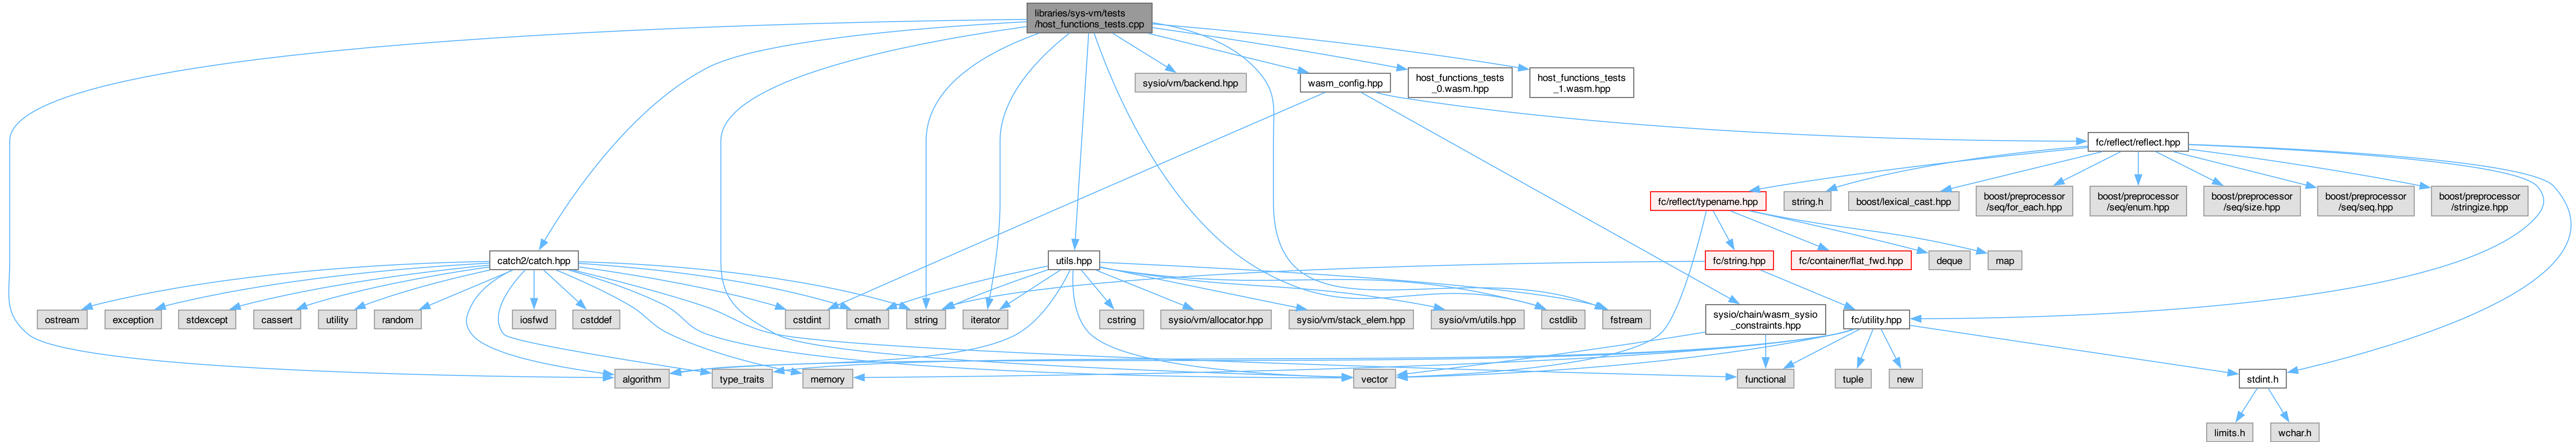 libraries/sys-vm/tests
/host_functions_tests.cpp
sysio/vm/backend.hpp
wasm_config.hpp
host_functions_tests
_0.wasm.hpp
host_functions_tests
_1.wasm.hpp
fc/reflect/reflect.hpp
fc/reflect/typename.hpp
string.h
boost/lexical_cast.hpp
boost/preprocessor
/seq/for_each.hpp
boost/preprocessor
/seq/enum.hpp
boost/preprocessor
/seq/size.hpp
boost/preprocessor
/seq/seq.hpp
boost/preprocessor
/stringize.hpp
catch2/catch.hpp
utils.hpp
fc/string.hpp
fc/container/flat_fwd.hpp
deque
map
ostream
exception
stdexcept
cassert
utility
random
iosfwd
cstddef
cstdint
cmath
string
iterator
cstring
sysio/vm/allocator.hpp
sysio/vm/stack_elem.hpp
sysio/vm/utils.hpp
cstdlib
fstream
sysio/chain/wasm_sysio
_constraints.hpp
fc/utility.hpp
algorithm
type_traits
memory
vector
functional
tuple
new
stdint.h
limits.h
wchar.h